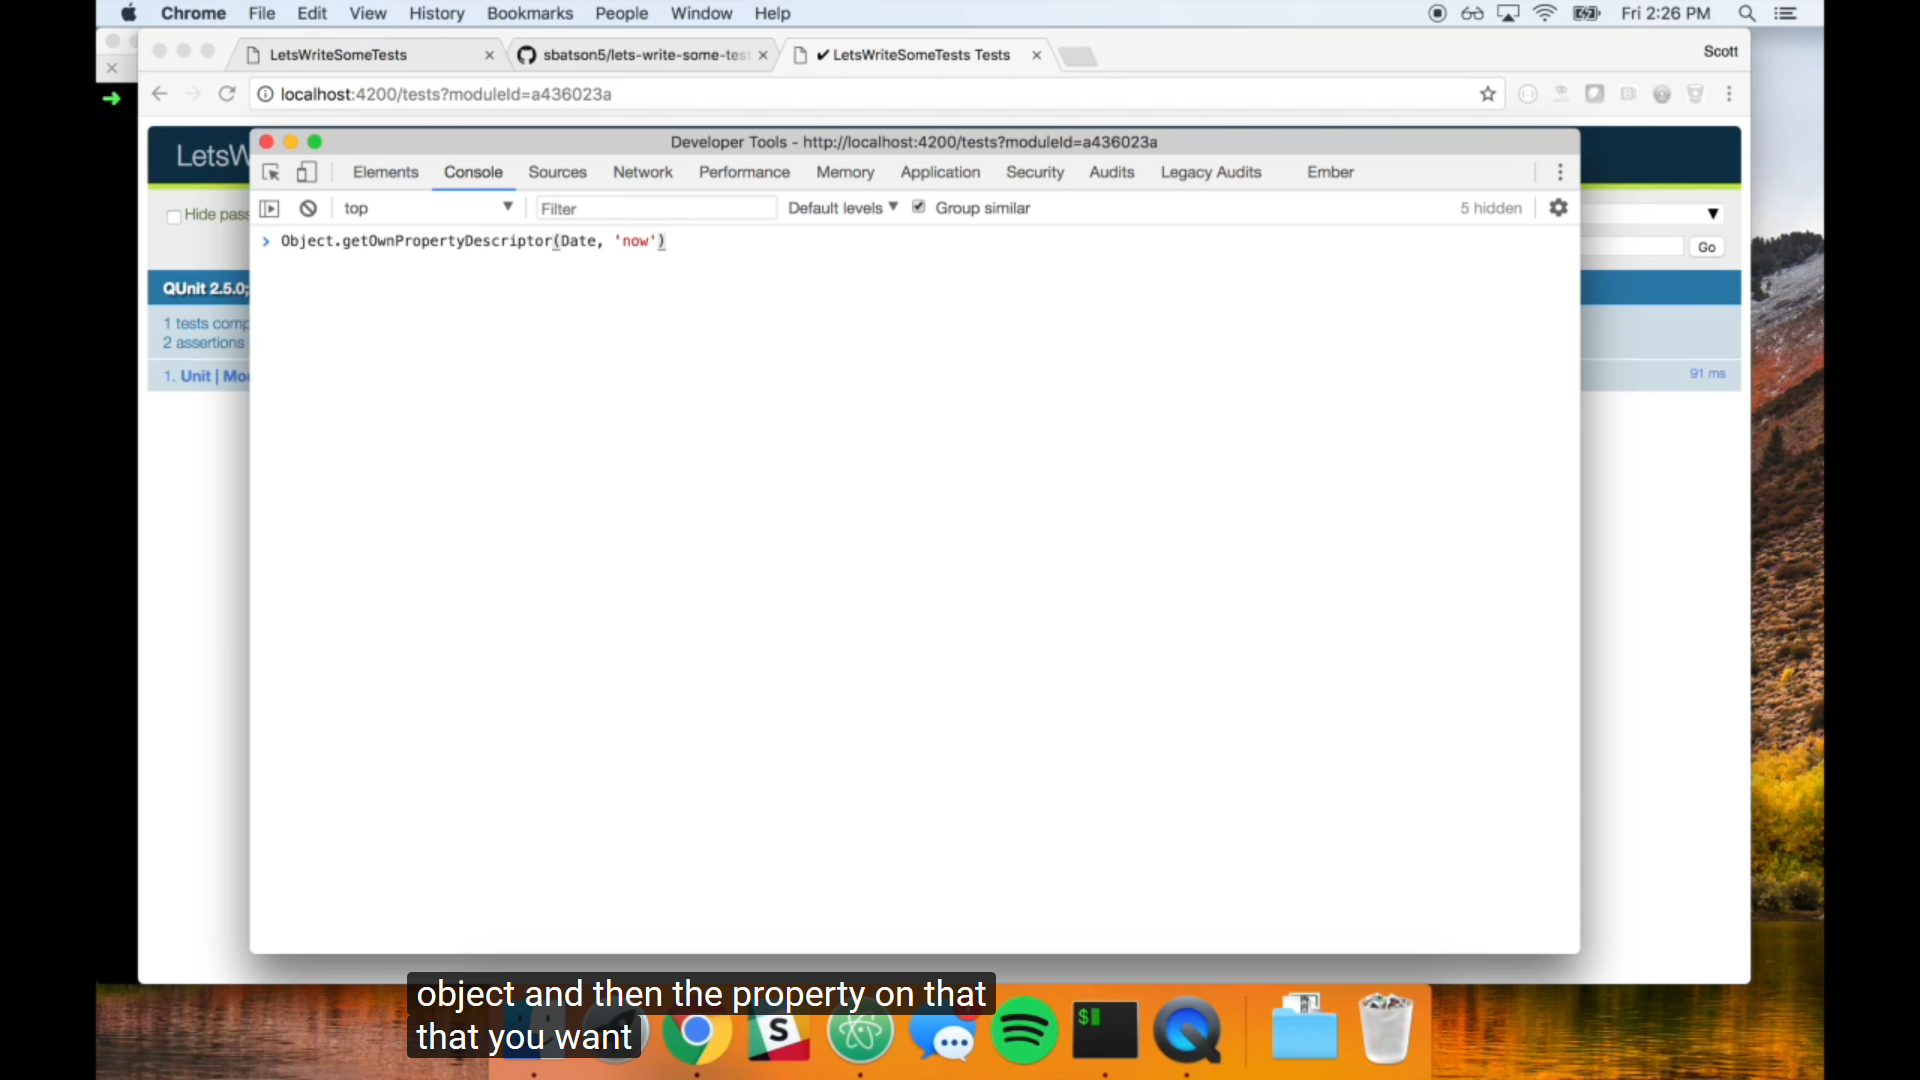 Chrome File Edit View History Bookmarks People Window Help Fri 2:26 PM
LetsWriteSomeTests sbatson5/lets-write-some-test ✔ LetsWriteSomeTests Tests Scott
localhost:4200/tests?moduleId=a436023a
LetsW
Developer Tools - http://localhost:4200/tests?moduleId=a436023a
Elements Console Sources Network Performance Memory Application Security Audits Legacy Audits Ember
top Filter Default levels Group similar 5 hidden
Hide pass
> Object.getOwnPropertyDescriptor(Date, 'now')
Go
QUnit 2.5.0;
1 tests comp
2 assertions
1. Unit | Mod 91 ms
object and then the property on that
that you want
S
$